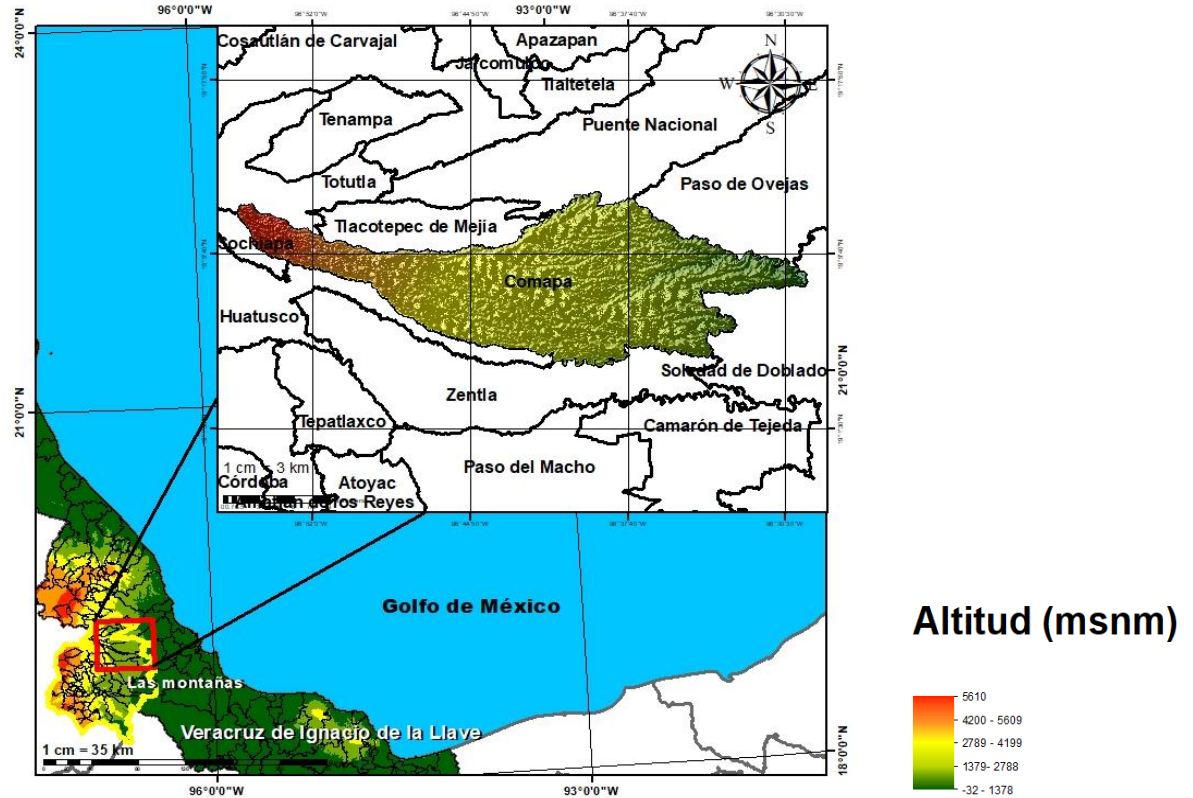 96°0'0"W
93°0'0"W
24°0'0"N
Cosautlán de Carvajal
Apazapan
Jalcomulco
Tlaltetela
N
W
E
S
Tenampa
Puente Nacional
Totutla
Paso de Ovejas
Tlacotepec de Mejía
Sochiapa
Comapa
Huatusco
Soledad de Doblado
21°0'0"N
21°0'0"N
Zentla
Tepatlaxco
Camarón de Tejeda
1 cm = 3 km
Paso del Macho
Córdoba
Atoyac
Amatlán de los Reyes
Golfo de México
Las montañas
Veracruz de Ignacio de la Llave
1 cm = 35 km
18°0'0"N
96°0'0"W
93°0'0"W
Altitud (msnm)
5610
4200 - 5609
2789 - 4199
1379- 2788
-32 - 1378